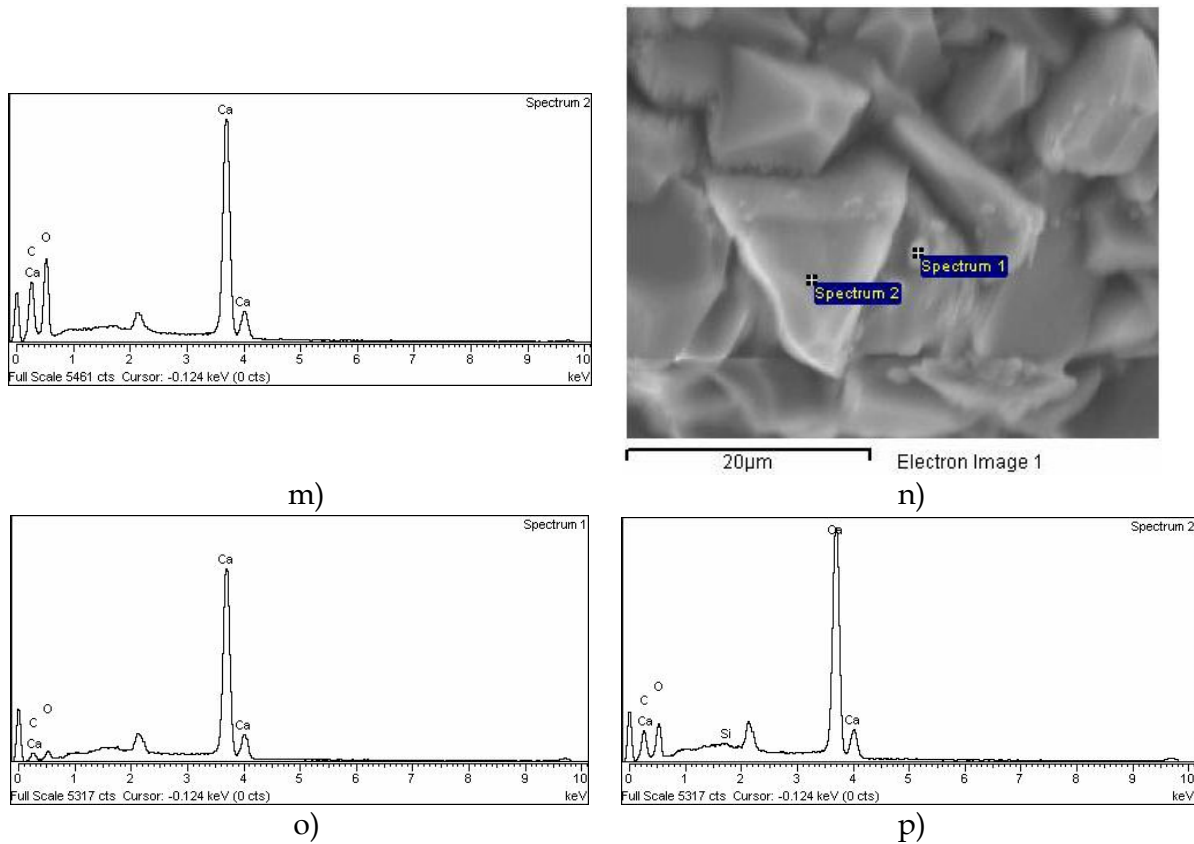 Spectrum 2
Ca
C
O
Ca
Ca
0 1 2 3 4 5 6 7 8 9 10
Full Scale 5461 cts Cursor: -0.124 keV (0 cts) keV
m)
Spectrum 1
Spectrum 2
20µm Electron Image 1
n)
Spectrum 1
Ca
C
O
Ca
Ca
0 1 2 3 4 5 6 7 8 9 10
Full Scale 5317 cts Cursor: -0.124 keV (0 cts) keV
o)
Spectrum 2
Ca
C
O
Ca
Si
Ca
0 1 2 3 4 5 6 7 8 9 10
Full Scale 5317 cts Cursor: -0.124 keV (0 cts) keV
p)